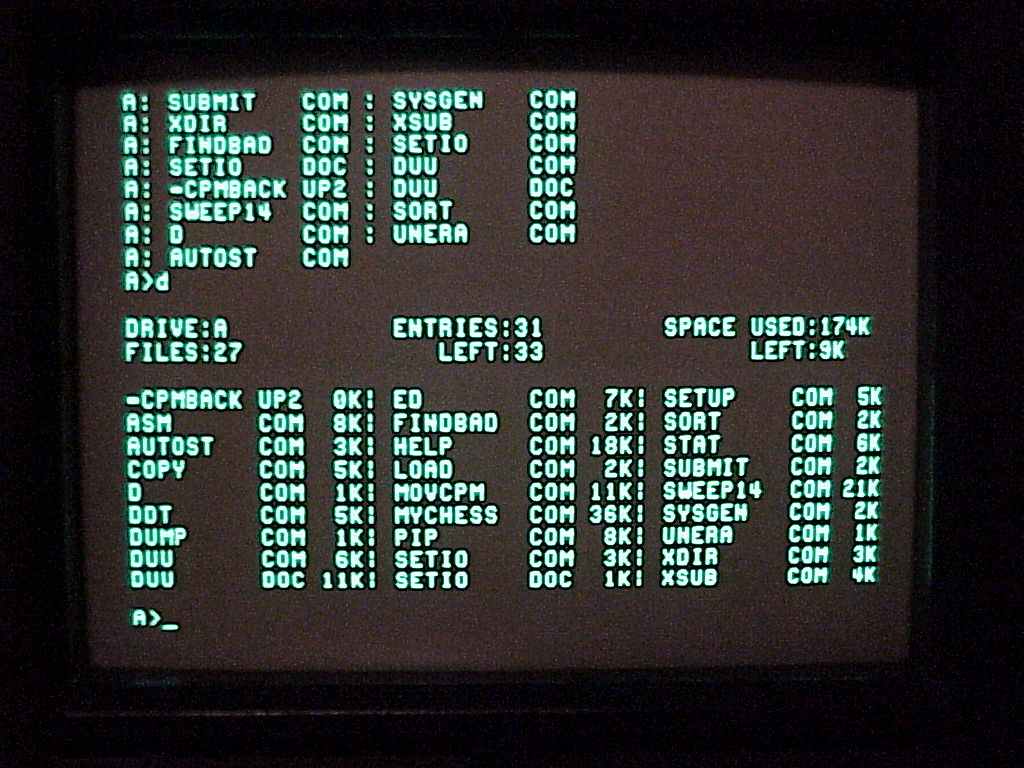 A: SUBMIT   COM : SYSGEN   COM
A: XDIR     COM : XSUB     COM
A: FINDBAD  COM : SETIO    COM
A: SETIO    DOC : DUU      COM
A: -CPMBACK UP2 : DUU      DOC
A: SWEEP14  COM : SORT     COM
A: D        COM : UNERA    COM
A: AUTOST   COM
A>d
DRIVE:A          ENTRIES:31        SPACE USED:174K
FILES:27            LEFT:33              LEFT:9K
-CPMBACK UP2   0K| ED       COM   7K| SETUP    COM   5K
ASM      COM   8K| FINDBAD  COM   2K| SORT     COM   2K
AUTOST   COM   3K| HELP     COM  18K| STAT     COM   6K
COPY     COM   5K| LOAD     COM   2K| SUBMIT   COM   2K
D        COM   1K| MOVCPM   COM  11K| SWEEP14  COM  21K
DDT      COM   5K| MYCHESS  COM  36K| SYSGEN   COM   2K
DUMP     COM   1K| PIP      COM   8K| UNERA    COM   1K
DUU      COM   6K| SETIO    COM   3K| XDIR     COM   3K
DUU      DOC  11K| SETIO    DOC   1K| XSUB     COM   4K
A>_